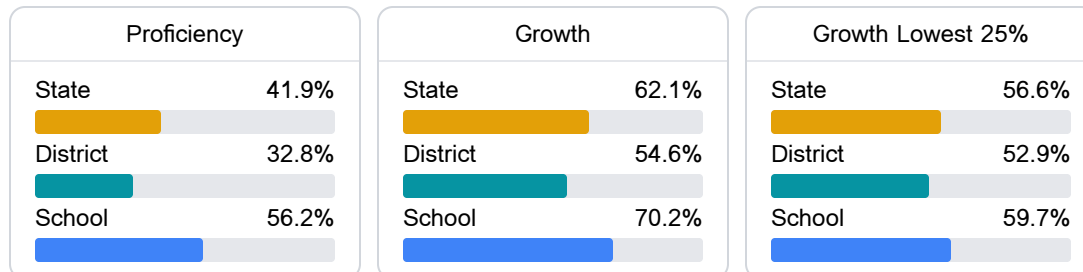 Proficiency
State 41.9%
District 32.8%
School 56.2%
Growth
State 62.1%
District 54.6%
School 70.2%
Growth Lowest 25%
State 56.6%
District 52.9%
School 59.7%